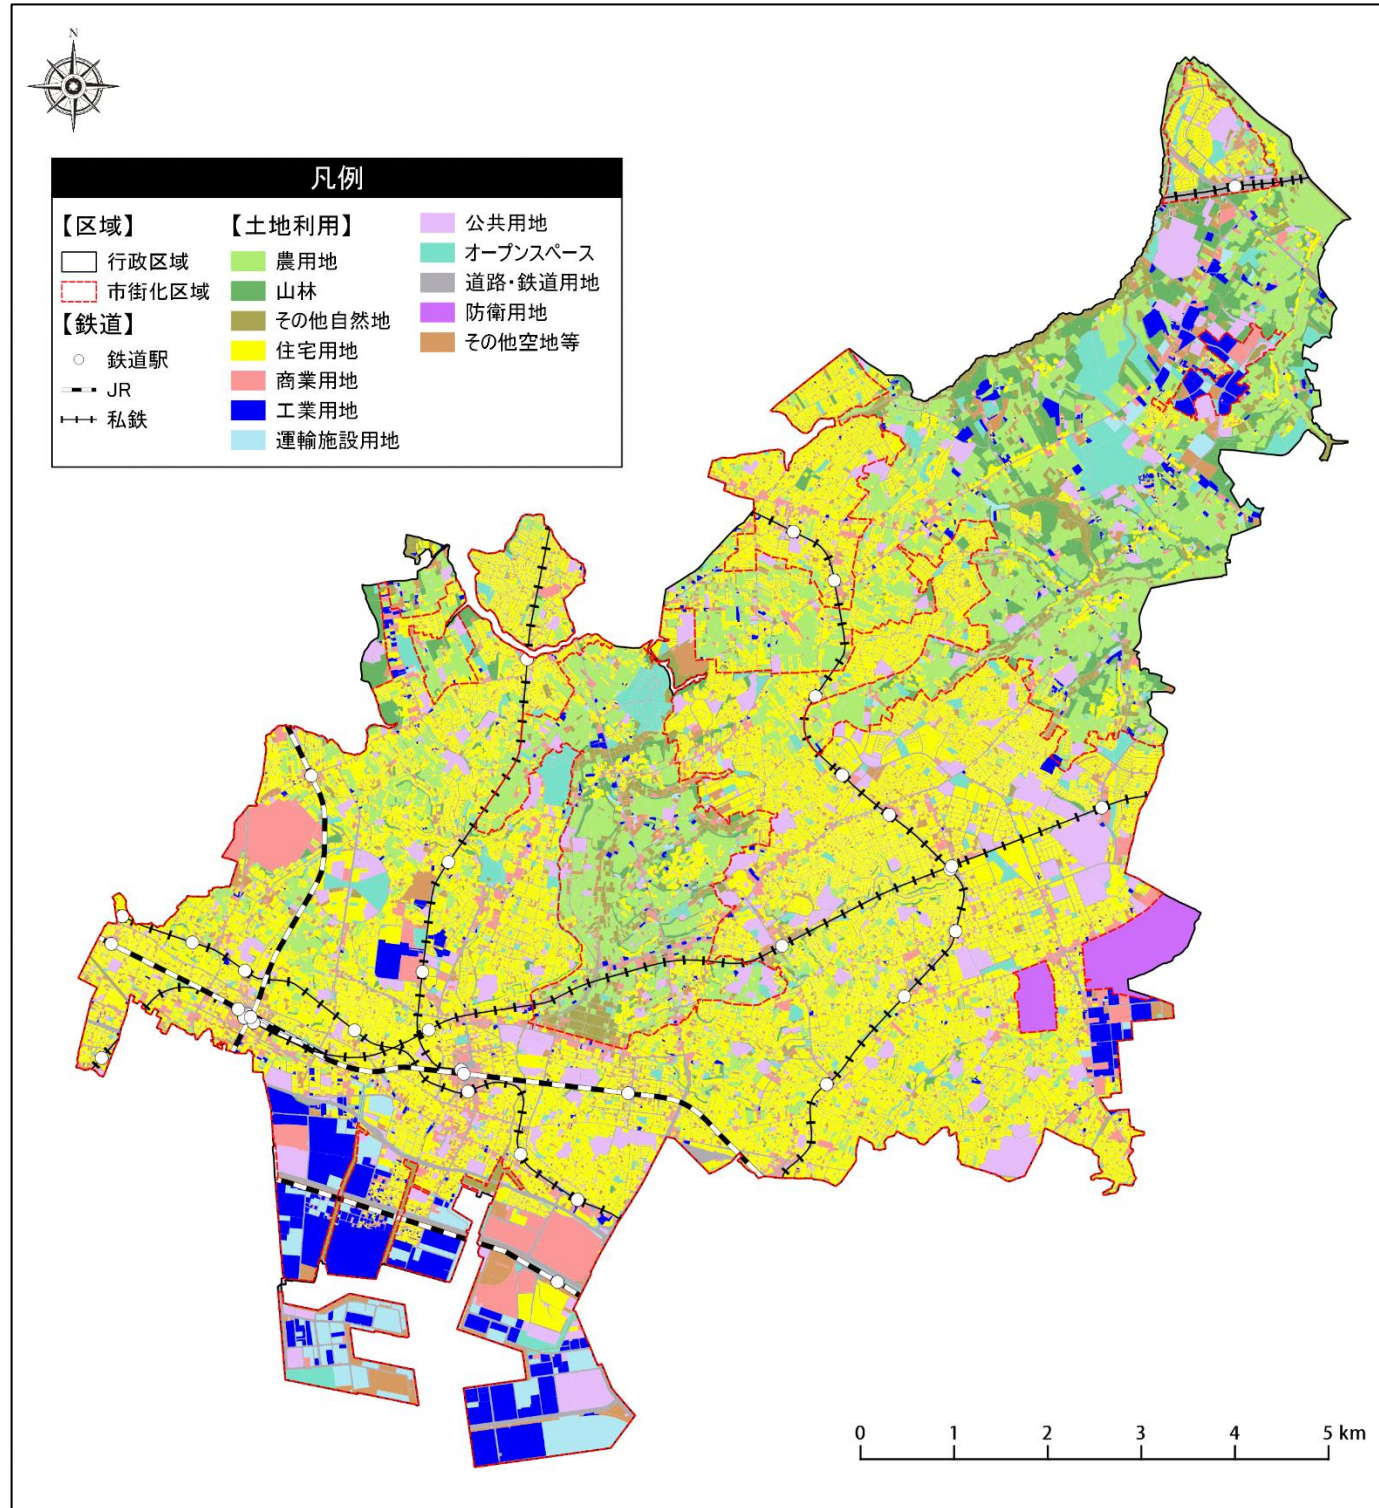 N
凡例
【区域】
行政区域
市街化区域
【鉄道】
鉄道駅
JR
私鉄
【土地利用】
農用地
山林
その他自然地
住宅用地
商業用地
工業用地
運輸施設用地
公共用地
オープンスペース
道路・鉄道用地
防衛用地
その他空地等
0 1 2 3 4 5 km